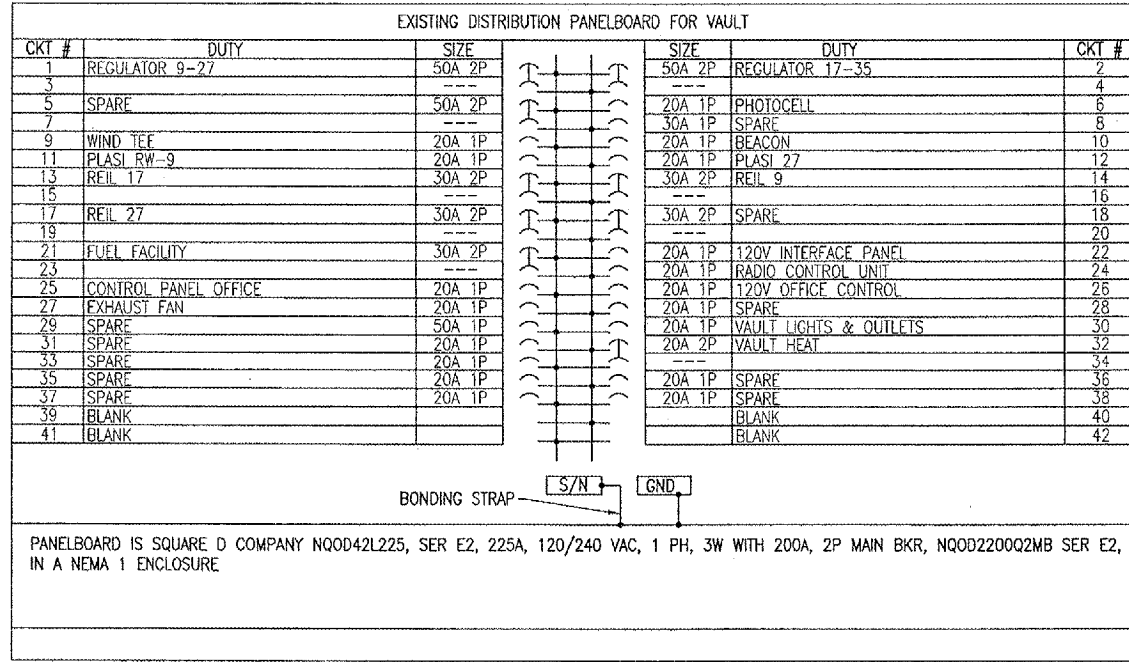 EXISTING DISTRIBUTION PANELBOARD FOR VAULT
CKT # DUTY SIZE SIZE DUTY CKT #
1 REGULATOR 9-27 50A 2P 50A 2P REGULATOR 17-35 2
3 --- --- 4
5 SPARE 50A 2P 20A 1P PHOTOCELL 6
7 --- 30A 1P SPARE 8
9 WIND TEE 20A 1P 20A 1P BEACON 10
11 PLASI RW-9 20A 1P 20A 1P PLASI 27 12
13 REIL 17 30A 2P 30A 2P REIL 9 14
15 --- --- 16
17 REIL 27 30A 2P 30A 2P SPARE 18
19 --- --- 20
21 FUEL FACILITY 30A 2P 20A 1P 120V INTERFACE PANEL 22
23 --- 20A 1P RADIO CONTROL UNIT 24
25 CONTROL PANEL OFFICE 20A 1P 20A 1P 120V OFFICE CONTROL 26
27 EXHAUST FAN 20A 1P 20A 1P SPARE 28
29 SPARE 50A 1P 20A 1P VAULT LIGHTS & OUTLETS 30
31 SPARE 20A 1P 20A 2P VAULT HEAT 32
33 SPARE 20A 1P --- 34
35 SPARE 20A 1P 20A 1P SPARE 36
37 SPARE 20A 1P 20A 1P SPARE 38
39 BLANK BLANK 40
41 BLANK BLANK 42
S/N GND
BONDING STRAP
PANELBOARD IS SQUARE D COMPANY NQOD42L225, SER E2, 225A, 120/240 VAC, 1 PH, 3W WITH 200A, 2P MAIN BKR, NQOD2200Q2MB SER E2,
IN A NEMA 1 ENCLOSURE